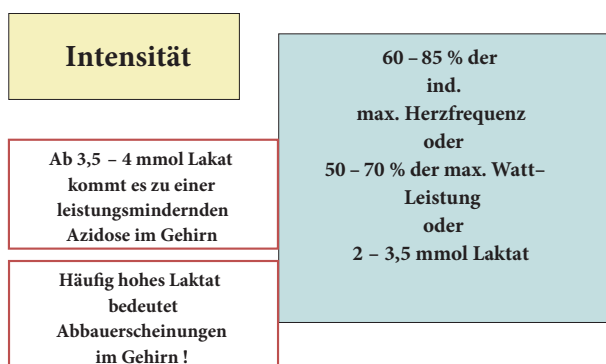 Intensität
60 – 85 % der
ind.
max. Herzfrequenz
oder
50 – 70 % der max. Watt–
Leistung
oder
2 – 3,5 mmol Laktat
Ab 3,5 – 4 mmol Lakat
kommt es zu einer
leistungsmindernden
Azidose im Gehirn
Häufig hohes Laktat
bedeutet
Abbauerscheinungen
im Gehirn !